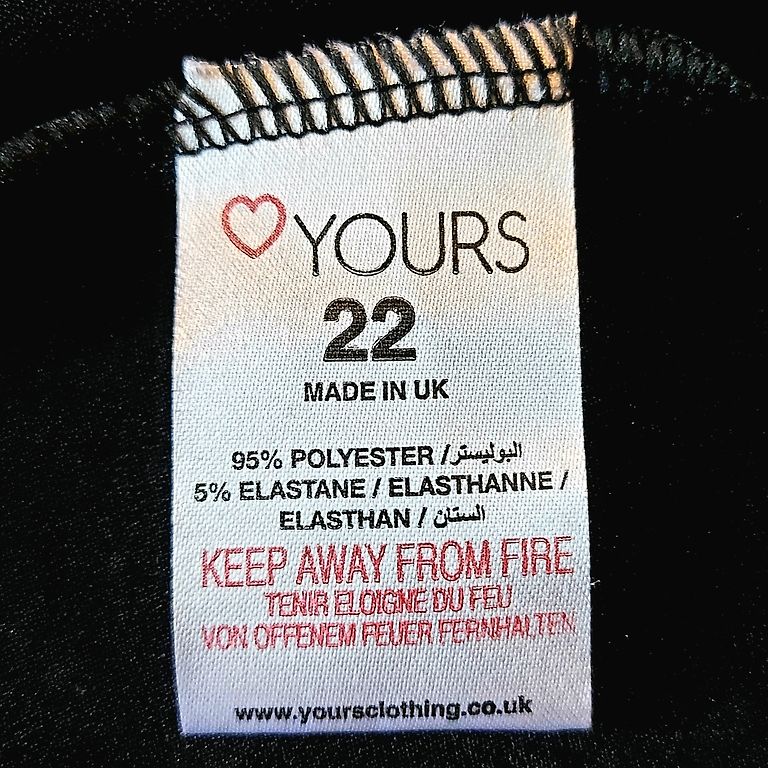 YOURS
22
MADE IN UK
95% POLYESTER /البوليستر
5% ELASTANE / ELASTHANNE /
ELASTHAN / الستان
KEEP AWAY FROM FIRE
TENIR ELOIGNE DU FEU
VON OFFENEM FEUER FERNHALTEN
www.yoursclothing.co.uk